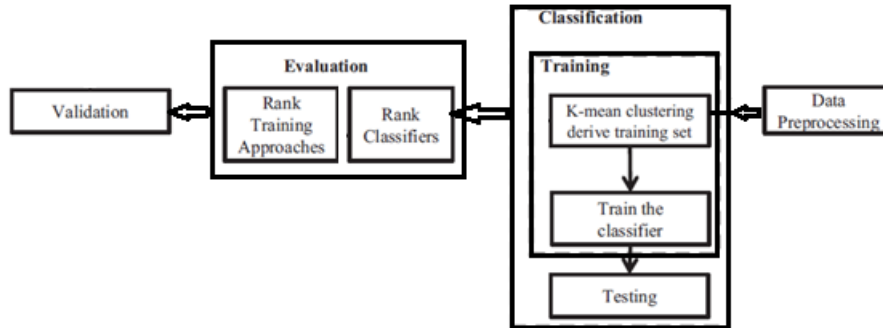 Classification
Evaluation
Training
Validation
Rank
Training
Approaches
Rank
Classifiers
K-mean clustering
derive training set
Data
Preprocessing
Train the
classifier
Testing